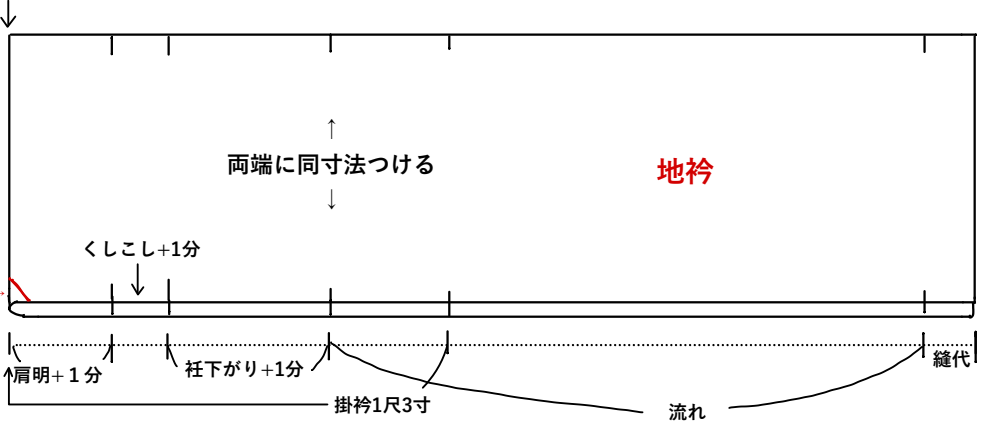 両端に同寸法つける
地衿
くしこし+1分
肩明+１分
衽下がり+1分
縫代
掛衿1尺3寸
流れ